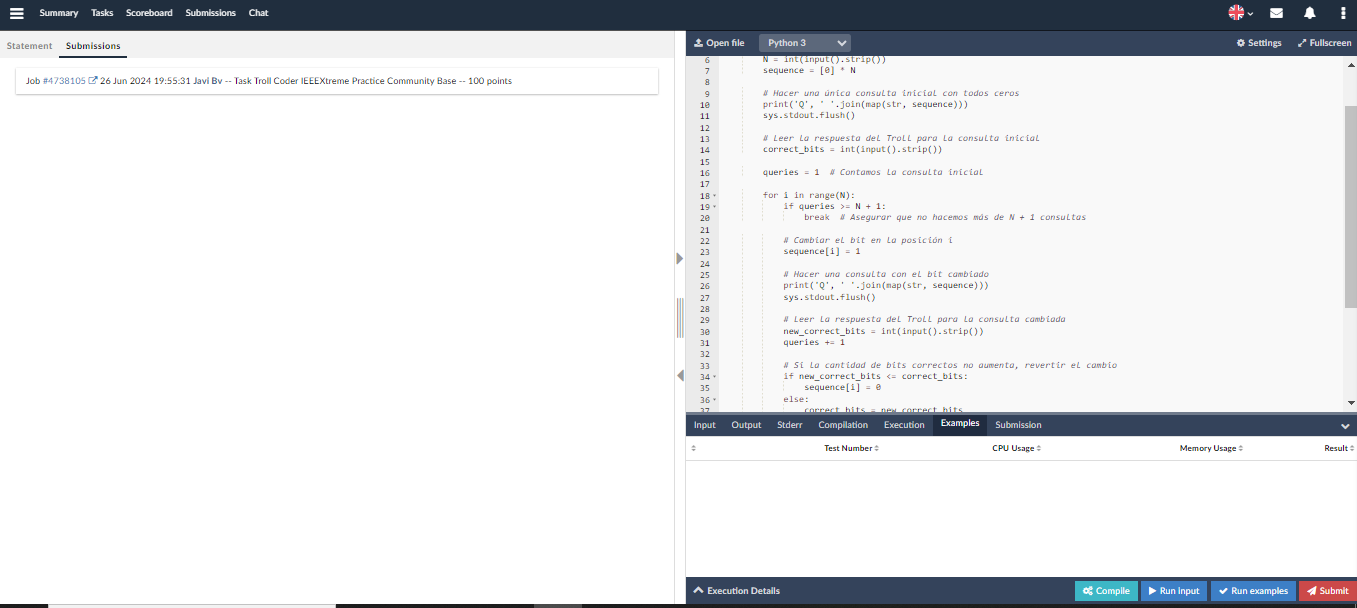 Summary Tasks Scoreboard Submissions Chat
Statement Submissions
Job #4738105 26 Jun 2024 19:55:31 Javi Bv -- Task Troll Coder IEEEXtreme Practice Community Base -- 100 points
Open file Python 3 Settings Fullscreen
6 N = int(input().strip())
7 sequence = [0] * N
8
9 # Hacer una única consulta inicial con todos ceros
10 print('Q', ' '.join(map(str, sequence)))
11 sys.stdout.flush()
12
13 # Leer la respuesta del Troll para la consulta inicial
14 correct_bits = int(input().strip())
15
16 queries = 1 # Contamos la consulta inicial
17
18 for i in range(N):
19 if queries >= N + 1:
20 break # Asegurar que no hacemos más de N + 1 consultas
21
22 # Cambiar el bit en la posición i
23 sequence[i] = 1
24
25 # Hacer una consulta con el bit cambiado
26 print('Q', ' '.join(map(str, sequence)))
27 sys.stdout.flush()
28
29 # Leer la respuesta del Troll para la consulta cambiada
30 new_correct_bits = int(input().strip())
31 queries += 1
32
33 # Si la cantidad de bits correctos no aumenta, revertir el cambio
34 if new_correct_bits <= correct_bits:
35 sequence[i] = 0
36 else:
37 correct_bits = new_correct_bits
Input Output Stderr Compilation Execution Examples Submission
Test Number CPU Usage Memory Usage Result
Execution Details Compile Run input Run examples Submit